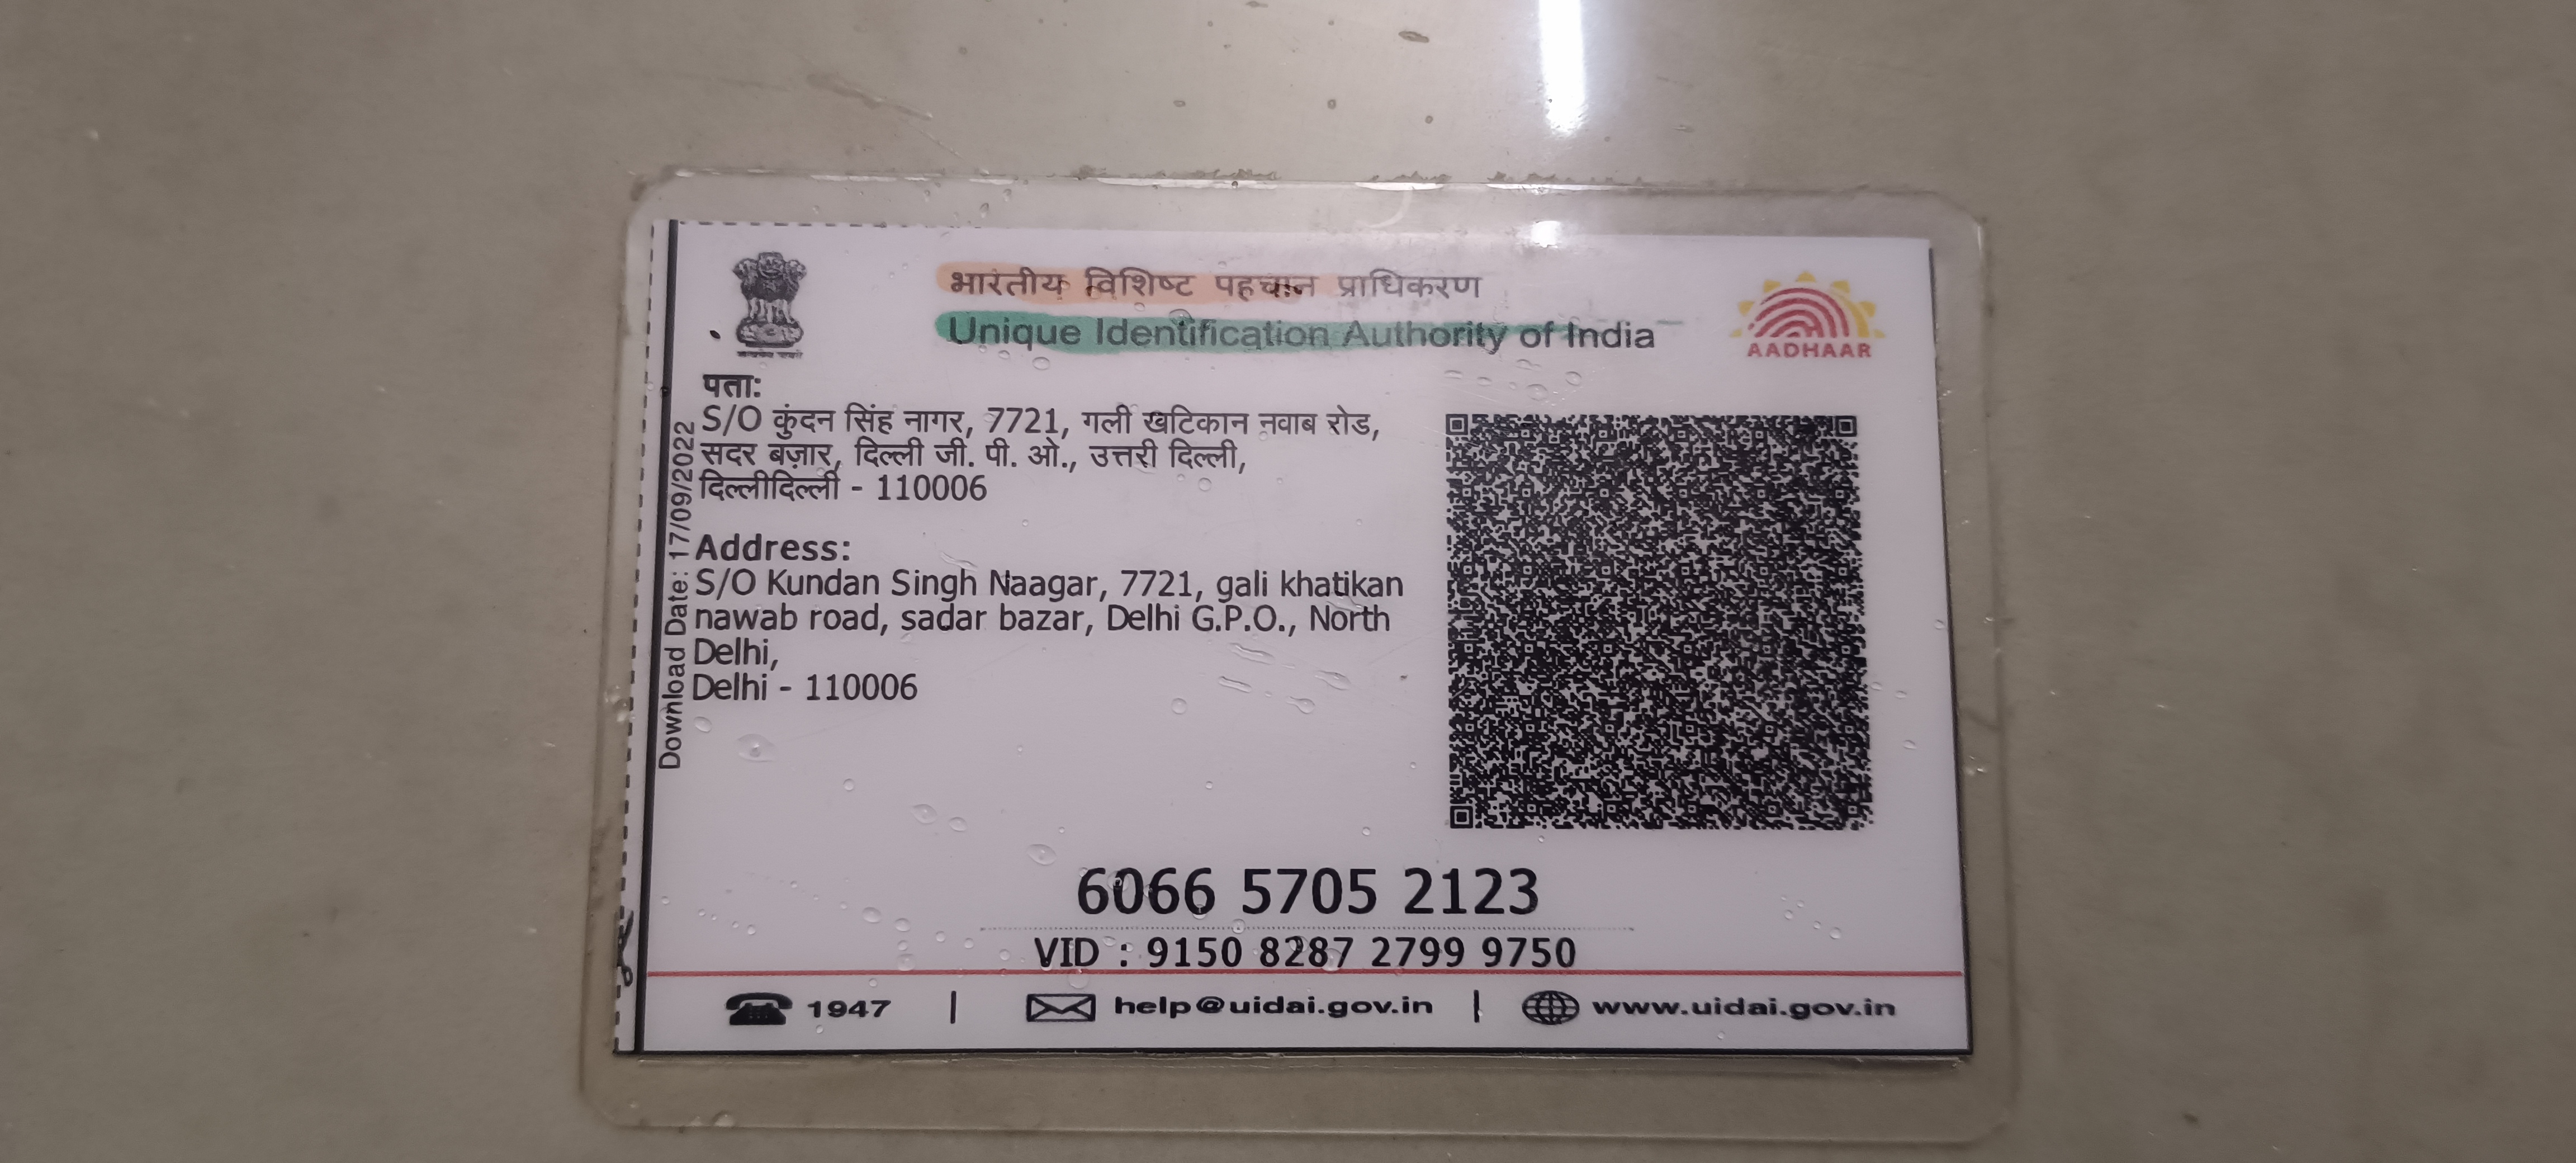 भारतीय विशिष्ट पहचान प्राधिकरण
Unique Identification Authority of India
AADHAAR
पता:
S/O कुंदन सिंह नागर, 7721, गली खटिकान नवाब रोड,
सदर बज़ार, दिल्ली जी. पी. ओ., उत्तरी दिल्ली,
दिल्लीदिल्ली - 110006
Address:
S/O Kundan Singh Naagar, 7721, gali khatikan
nawab road, sadar bazar, Delhi G.P.O., North
Delhi,
Delhi - 110006
Download Date: 17/09/2022
6066 5705 2123
VID : 9150 8287 2799 9750
1947
help@uidai.gov.in
www.uidai.gov.in